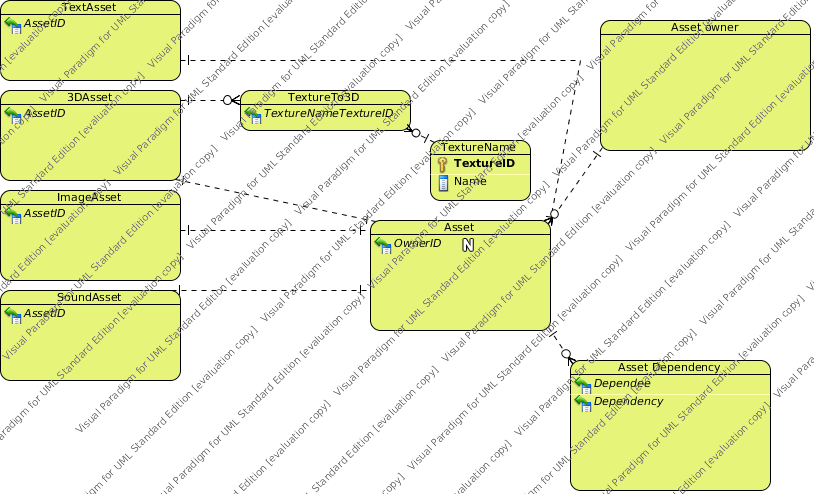 TextAsset
AssetID
Asset owner
3DAsset
AssetID
TextureTo3D
TextureNameTextureID
TextureName
TextureID
Name
ImageAsset
AssetID
Asset
OwnerID
N
SoundAsset
AssetID
Asset Dependency
Dependee
Dependency
Visual Paradigm for UML Standard Edition [evaluation copy]